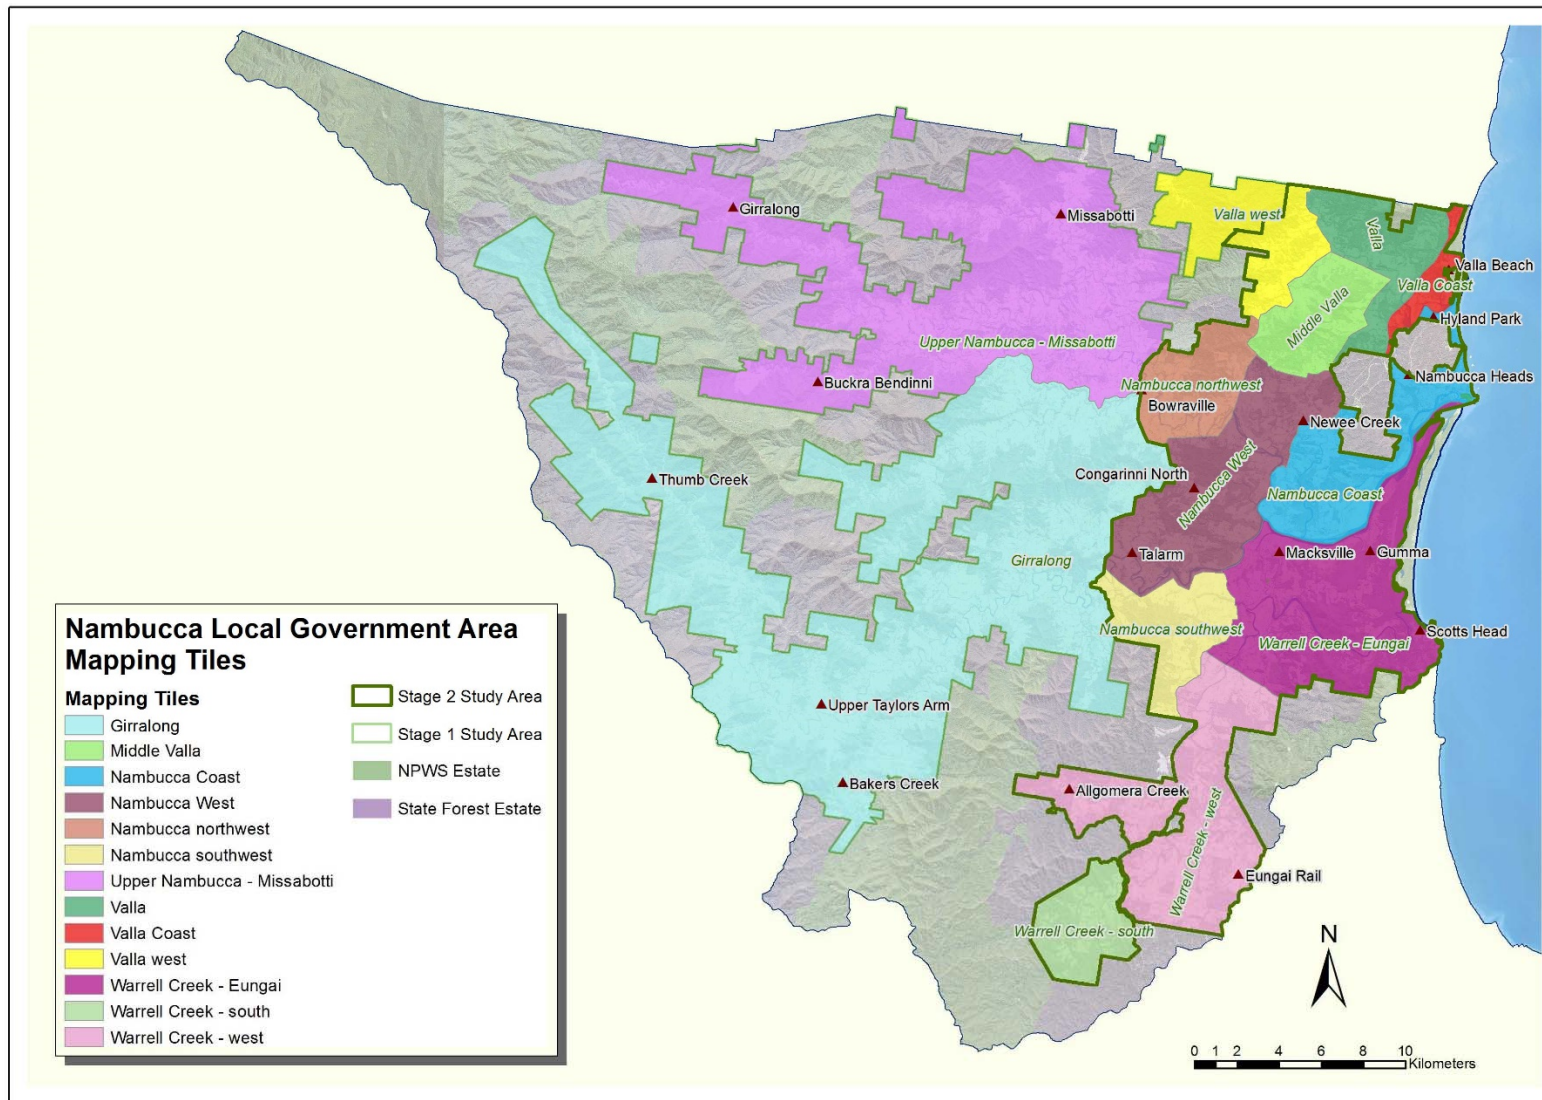 Girralong
Missabotti
Valla west
Valla
Valla Beach
Valla Coast
Hyland Park
Middle Valla
Upper Nambucca - Missabotti
Buckra Bendinni
Nambucca northwest
Bowraville
Nambucca Heads
Newee Creek
Thumb Creek
Congarinni North
Nambucca West
Nambucca Coast
Girralong
Talarm
Macksville
Gumma
Nambucca southwest
Warrell Creek - Eungai
Scotts Head
Upper Taylors Arm
Bakers Creek
Allgomera Creek
Warrell Creek - west
Eungai Rail
Warrell Creek - south
Nambucca Local Government Area
Mapping Tiles
Mapping Tiles
Girralong
Middle Valla
Nambucca Coast
Nambucca West
Nambucca northwest
Nambucca southwest
Upper Nambucca - Missabotti
Valla
Valla Coast
Valla west
Warrell Creek - Eungai
Warrell Creek - south
Warrell Creek - west
Stage 2 Study Area
Stage 1 Study Area
NPWS Estate
State Forest Estate
N
0 1 2 4 6 8 10
Kilometers